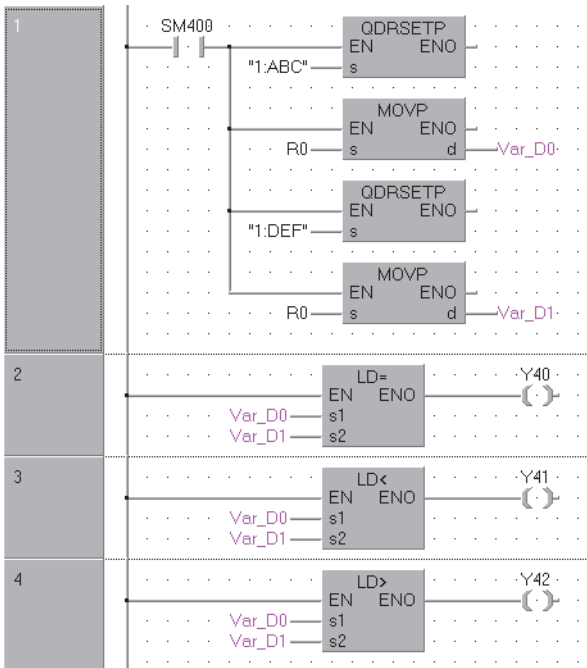 1
SM400
QDRSETP
EN ENO
"1:ABC" s
MOVP
EN ENO
R0 s d Var_D0
QDRSETP
EN ENO
"1:DEF" s
MOVP
EN ENO
R0 s d Var_D1
2
LD= Y40
EN ENO
Var_D0 s1
Var_D1 s2
3
LD< Y41
EN ENO
Var_D0 s1
Var_D1 s2
4
LD> Y42
EN ENO
Var_D0 s1
Var_D1 s2